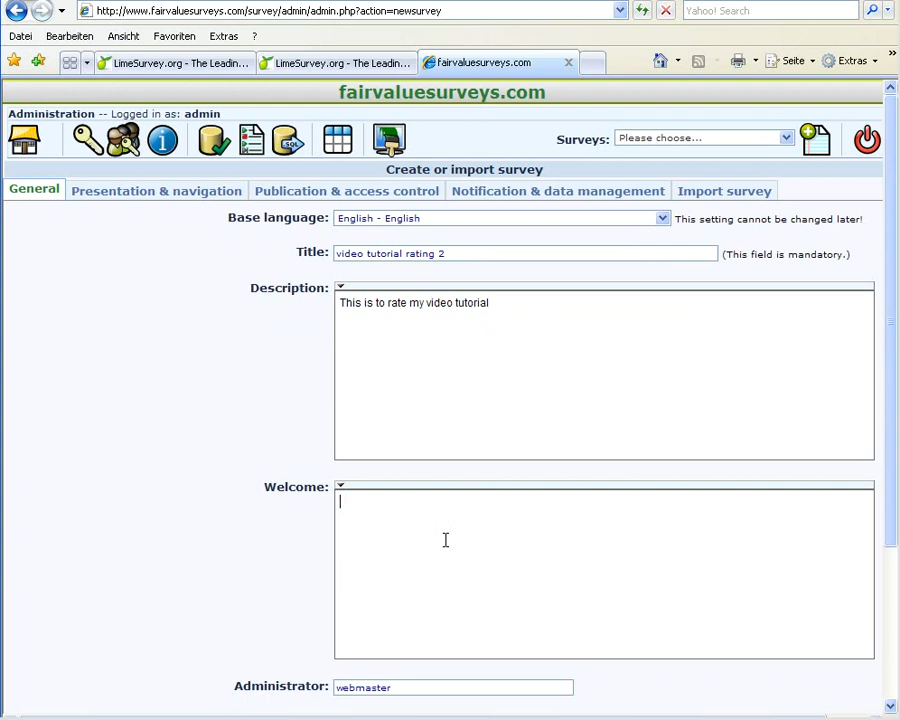 http://www.fairvaluesurveys.com/survey/admin/admin.php?action=newsurvey
Yahoo! Search
Datei Bearbeiten Ansicht Favoriten Extras ?
LimeSurvey.org - The Leadin... LimeSurvey.org - The Leadin... fairvaluesurveys.com Seite Extras
fairvaluesurveys.com
Administration -- Logged in as: admin
SQL Surveys: Please choose...
Create or import survey
General Presentation & navigation Publication & access control Notification & data management Import survey
Base language: English - English This setting cannot be changed later!
Title: video tutorial rating 2 (This field is mandatory.)
Description:
This is to rate my video tutorial
Welcome:
Administrator: webmaster